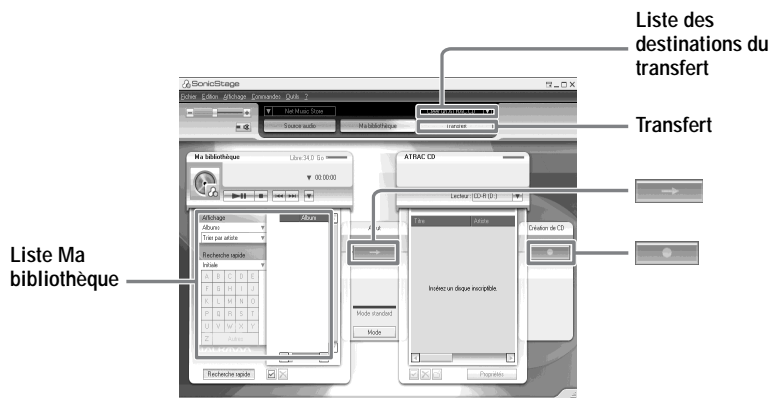 Liste des
destinations du
transfert
SonicStage
Fichier Edition Affichage Commandes Outils ?
Net Music Store
Source audio
Ma bibliothèque
Transfert
Transfert
Ma bibliothèque
Libre:34,0 Go
00:00:00
ATRAC CD
Lecteur: CD-R (D:)
Affichage
Album
Albums
Trier par artiste
Recherche rapide
Initiale
A B C D E
F G H I J
K L M N O
P Q R S T
U V W X Y
Z Autre
Ajout
Mode standard
Mode
Titre
Artiste
Insérez un disque inscriptible.
Création de CD
Liste Ma
bibliothèque
Recherche rapide
Propriétés